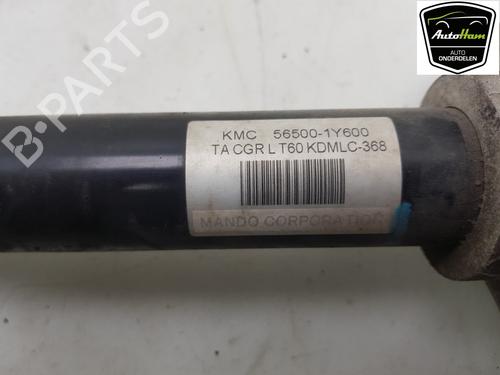 AutoHam
AUTO
ONDERDELEN
KMC 56500-1Y600
TA CGR L T60 KDMLC-368
MANDO CORPORATION
B-PARTS